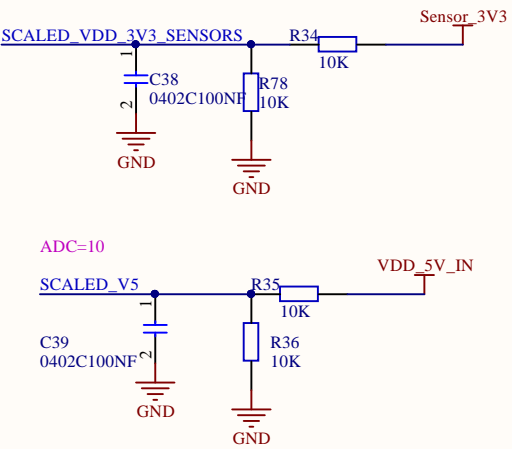 Sensor_3V3
SCALED_VDD_3V3_SENSORS
R34
10K
1
C38
0402C100NF
2
R78
10K
GND
GND
ADC=10
VDD_5V_IN
SCALED_V5
R35
10K
1
C39
0402C100NF
2
R36
10K
GND
GND